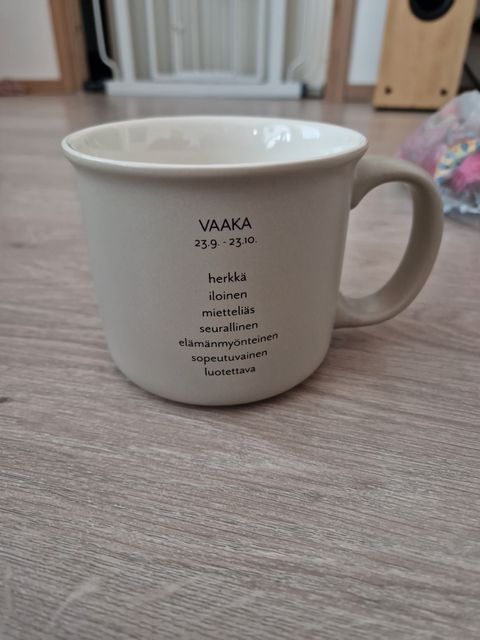 VAAKA
23.9. - 23.10.
herkkä
iloinen
mietteliäs
seurallinen
elämänmyönteinen
sopeutuvainen
luotettava